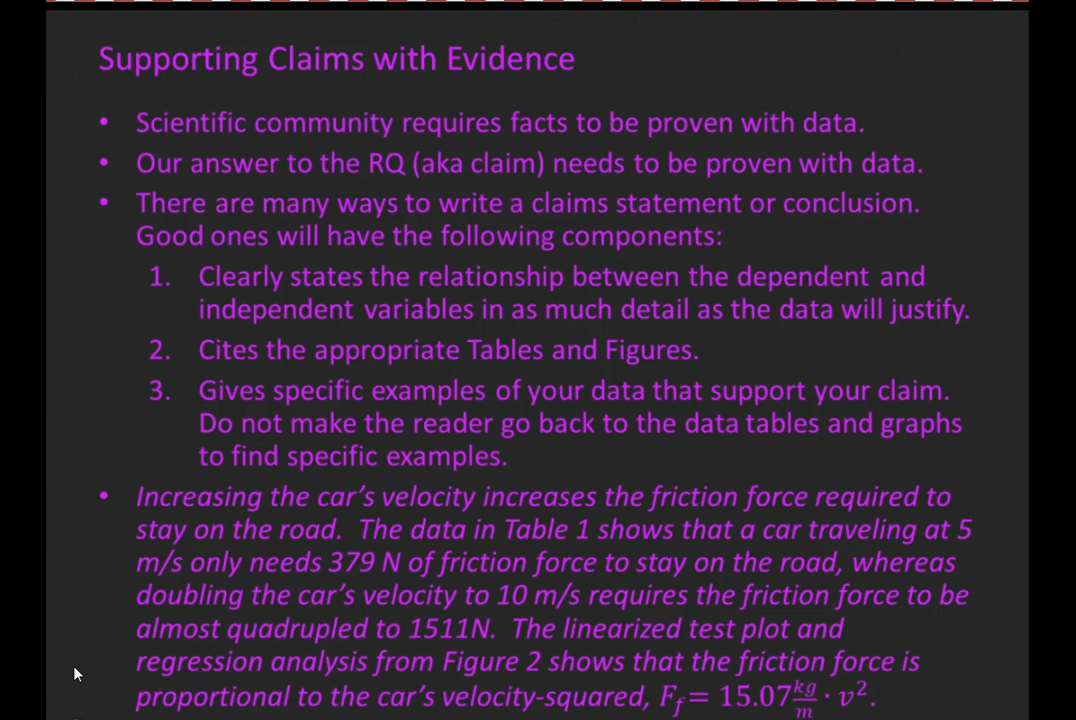 Supporting Claims with Evidence
• Scientific community requires facts to be proven with data.
• Our answer to the RQ (aka claim) needs to be proven with data.
• There are many ways to write a claims statement or conclusion.
Good ones will have the following components:
1. Clearly states the relationship between the dependent and
independent variables in as much detail as the data will justify.
2. Cites the appropriate Tables and Figures.
3. Gives specific examples of your data that support your claim.
Do not make the reader go back to the data tables and graphs
to find specific examples.
• Increasing the car’s velocity increases the friction force required to
stay on the road.  The data in Table 1 shows that a car traveling at 5
m/s only needs 379 N of friction force to stay on the road, whereas
doubling the car’s velocity to 10 m/s requires the friction force to be
almost quadrupled to 1511N.  The linearized test plot and
regression analysis from Figure 2 shows that the friction force is
proportional to the car’s velocity-squared, F_f = 15.07 kg/m · v².